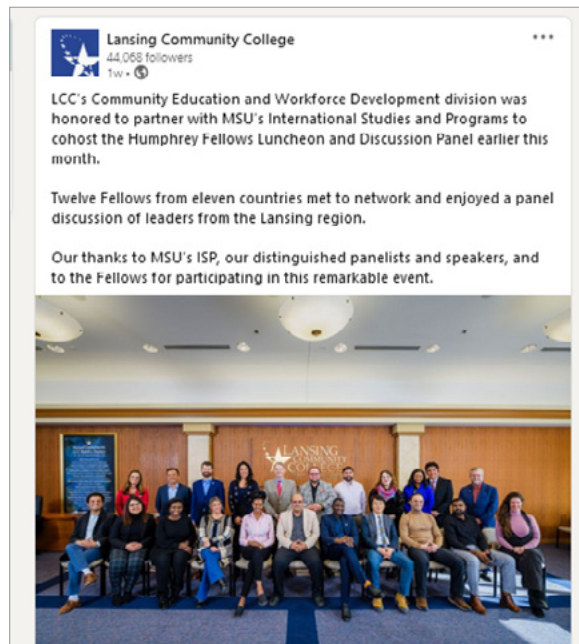 Lansing Community College
44,068 followers
1w •
LCC's Community Education and Workforce Development division was
honored to partner with MSU's International Studies and Programs to
cohost the Humphrey Fellows Luncheon and Discussion Panel earlier this
month.
Twelve Fellows from eleven countries met to network and enjoyed a panel
discussion of leaders from the Lansing region.
Our thanks to MSU's ISP, our distinguished panelists and speakers, and
to the Fellows for participating in this remarkable event.
LANSING
COMMUNITY
COLLEGE